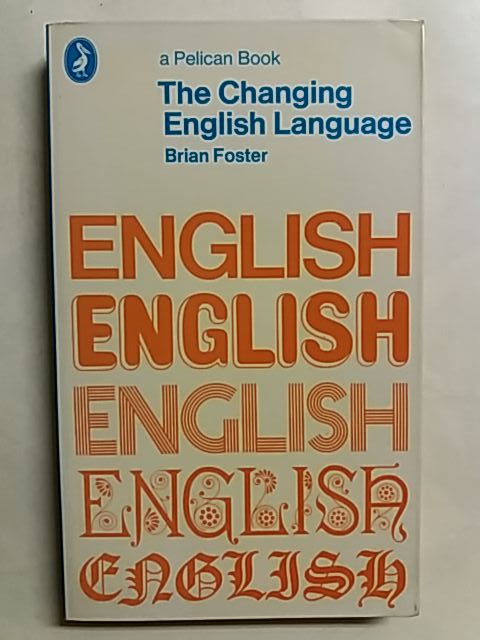 a Pelican Book
The Changing
English Language
Brian Foster
ENGLISH
ENGLISH
ENGLISH
ENGLISH
ENGLISH